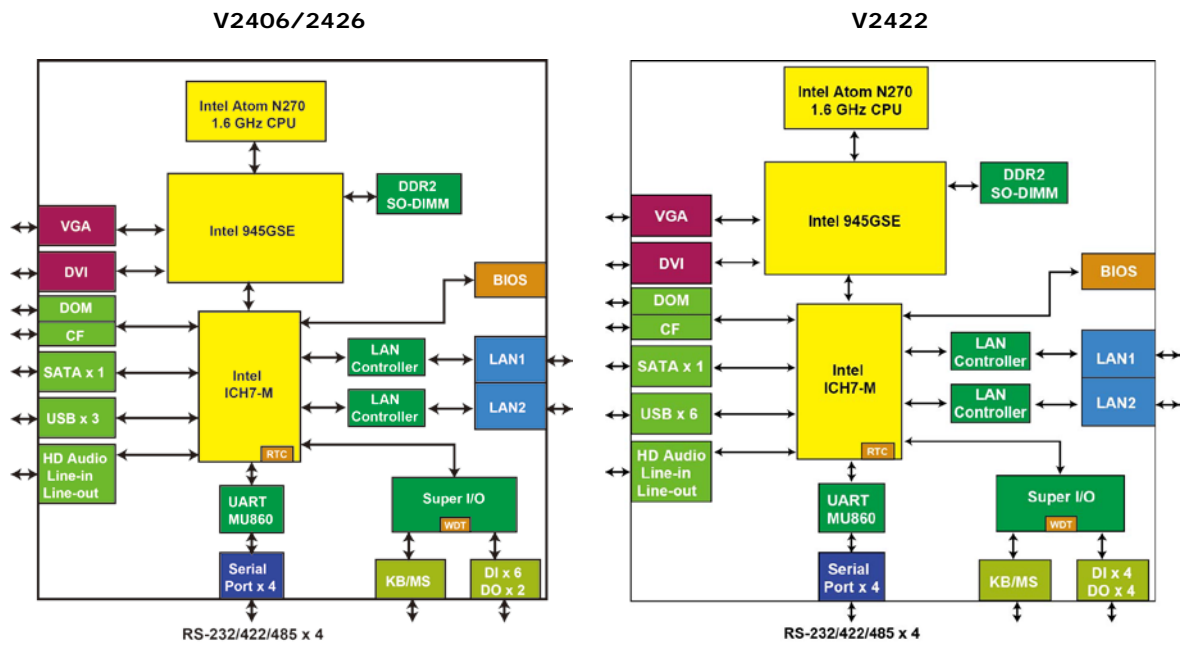 V2406/2426
Intel Atom N270
1.6 GHz CPU
DDR2
SO-DIMM
Intel 945GSE
VGA
DVI
BIOS
DOM
CF
LAN
Controller
LAN1
SATA x 1
Intel
ICH7-M
LAN
Controller
LAN2
USB x 3
RTC
HD Audio
Line-in
Line-out
UART
MU860
Super I/O
WDT
Serial
Port x 4
KB/MS
DI x 6
DO x 2
RS-232/422/485 x 4
V2422
Intel Atom N270
1.6 GHz CPU
DDR2
SO-DIMM
Intel 945GSE
VGA
DVI
BIOS
DOM
CF
LAN
Controller
LAN1
SATA x 1
Intel
ICH7-M
LAN
Controller
LAN2
USB x 6
RTC
HD Audio
Line-in
Line-out
UART
MU860
Super I/O
WDT
Serial
Port x 4
KB/MS
DI x 4
DO x 4
RS-232/422/485 x 4